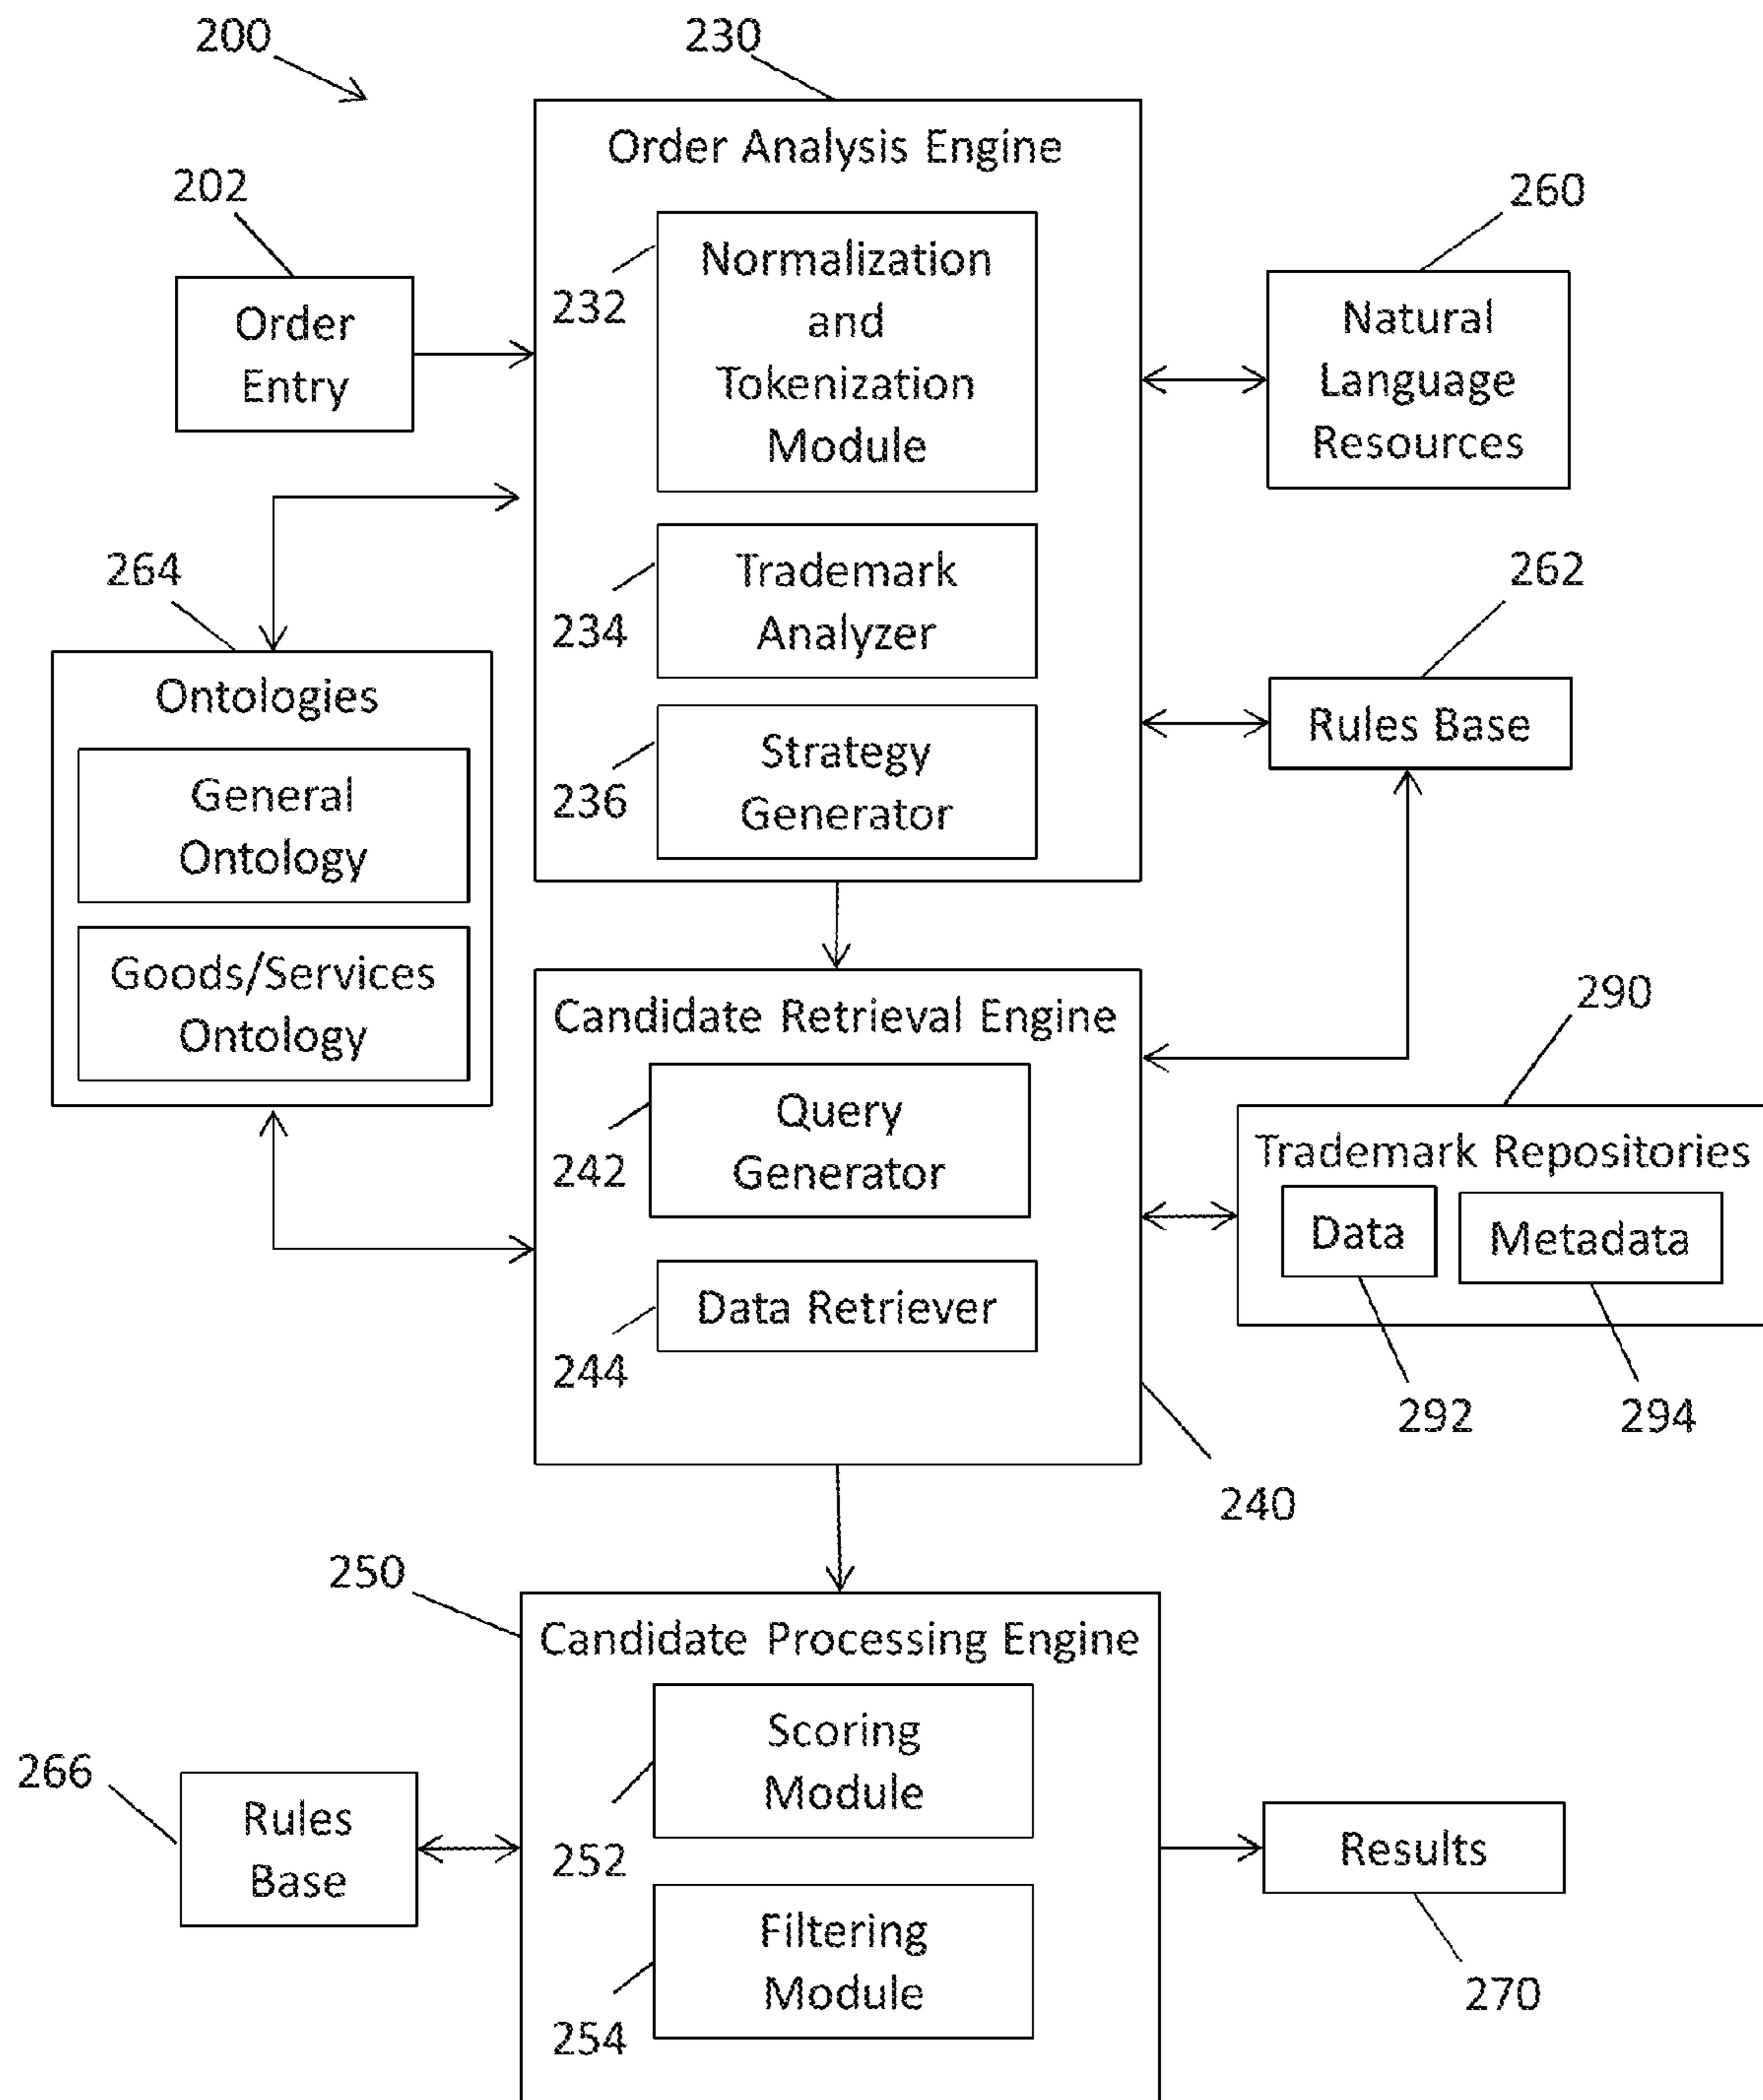 200
230
Order Analysis Engine
202
260
Normalization
and
Tokenization
Module
232
Order
Entry
Natural
Language
Resources
264
Trademark
Analyzer
234
262
Ontologies
General
Ontology
Goods/Services
Ontology
Strategy
Generator
236
Rules Base
Candidate Retrieval Engine
290
Query
Generator
242
Trademark Repositories
Data
Metadata
Data Retriever
244
292
294
240
250
Candidate Processing Engine
Scoring
Module
252
266
Rules
Base
Results
Filtering
Module
254
270